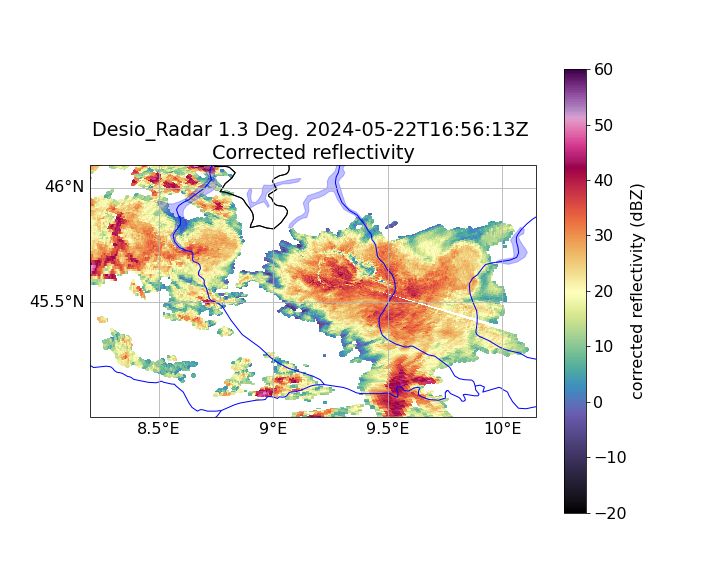 Desio_Radar 1.3 Deg. 2024-05-22T16:56:13Z
Corrected reflectivity
46°N
45.5°N
8.5°E
9°E
9.5°E
10°E
60
50
40
30
20
10
0
−10
−20
corrected reflectivity (dBZ)